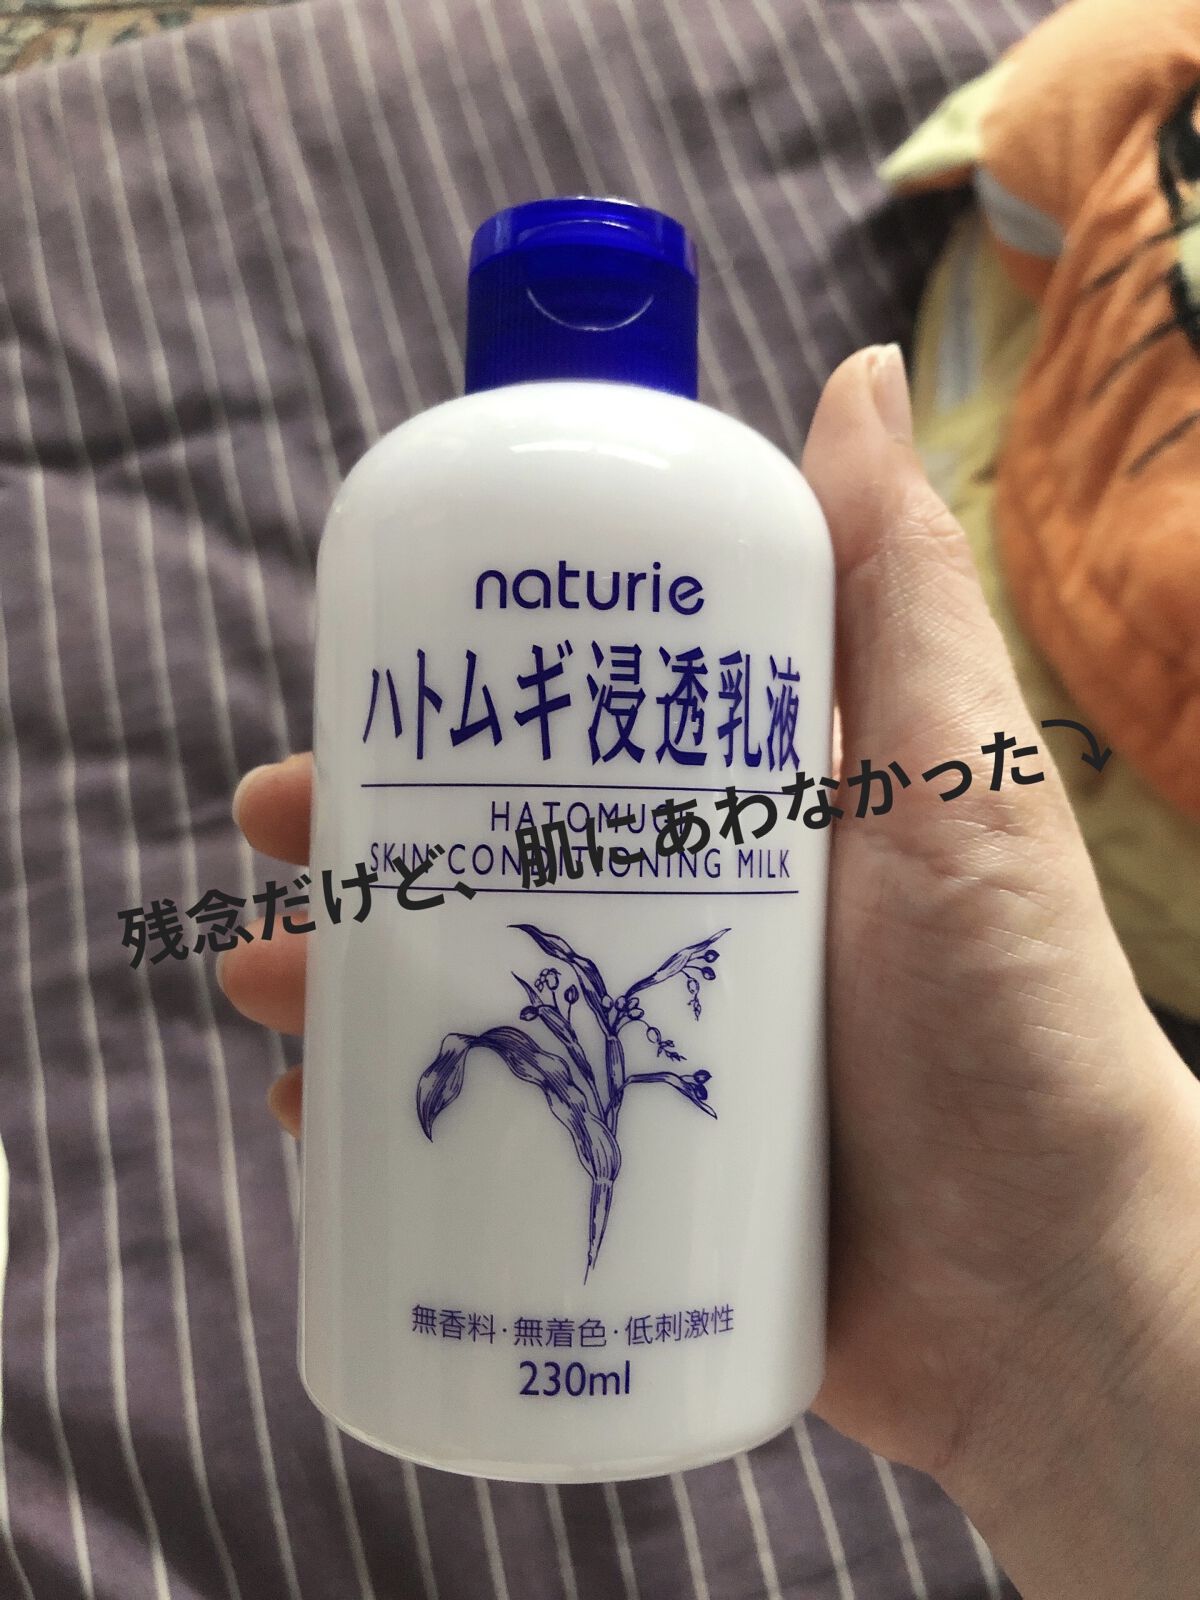 naturie
ハトムギ浸透乳液
HATOMUGI
SKIN CONDITIONING MILK
残念だけど、肌にあわなかった⤵
無香料・無着色・低刺激性
230ml